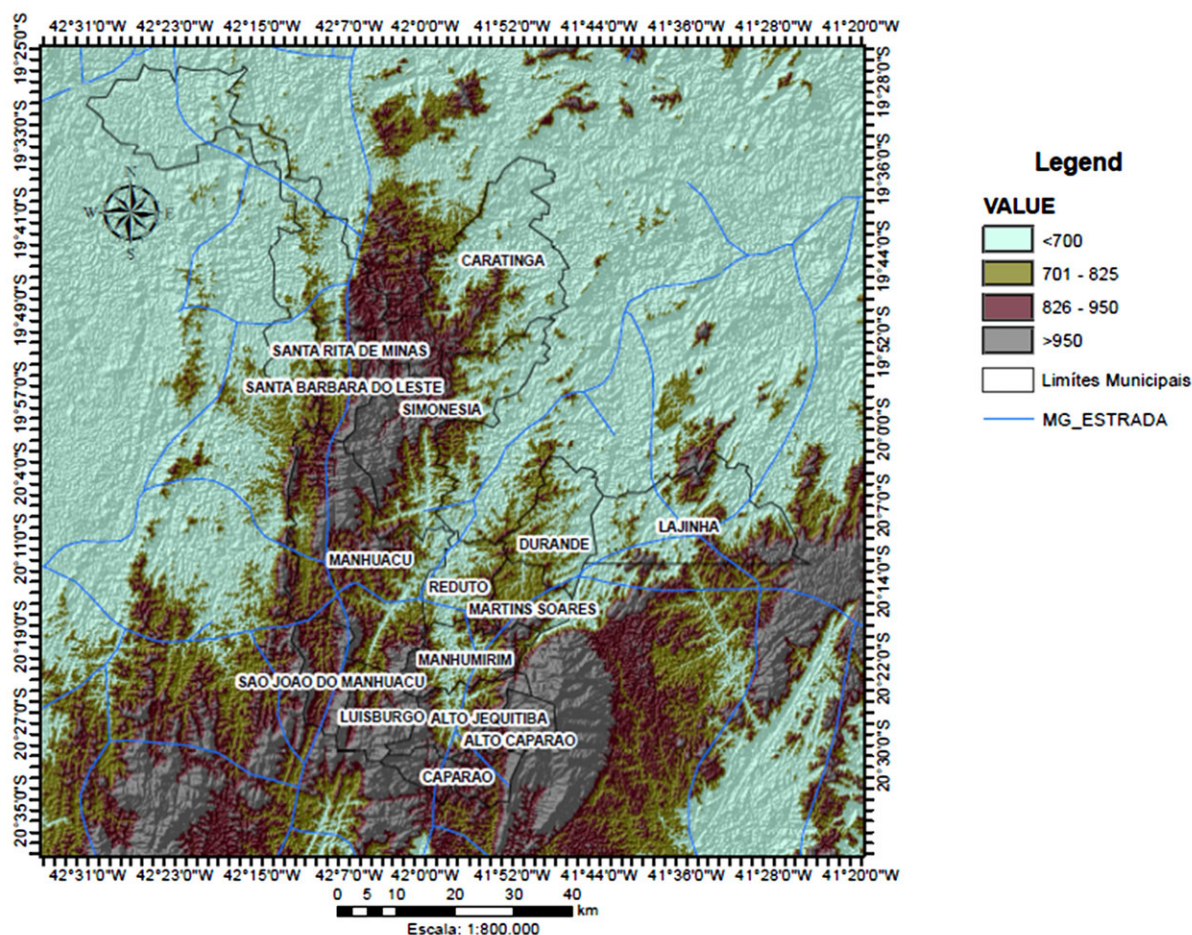 42°31'0"W 42°23'0"W 42°15'0"W 42°7'0"W 42°0'0"W 41°52'0"W 41°44'0"W 41°36'0"W 41°28'0"W 41°20'0"W
19°25'0"S
19°33'0"S
19°41'0"S
19°49'0"S
19°57'0"S
20°4'0"S
20°11'0"S
20°19'0"S
20°27'0"S
20°35'0"S
N
W E
S
CARATINGA
SANTA RITA DE MINAS
SANTA BARBARA DO LESTE
SIMONESIA
LAJINHA
DURANDE
MANHUACU
REDUTO
MARTINS SOARES
MANHUMIRIM
SAO JOAO DO MANHUACU
LUISBURGO
ALTO JEQUITIBA
ALTO CAPARAO
CAPARAO
19°28'0"S
19°36'0"S
19°44'0"S
19°52'0"S
20°0'0"S
20°7'0"S
20°14'0"S
20°22'0"S
20°30'0"S
42°31'0"W 42°23'0"W 42°15'0"W 42°7'0"W 42°0'0"W 41°52'0"W 41°44'0"W 41°36'0"W 41°28'0"W 41°20'0"W
0 5 10 20 30 40
km
Escala: 1:800.000
Legend
VALUE
<700
701 - 825
826 - 950
>950
Limítes Municipais
MG_ESTRADA